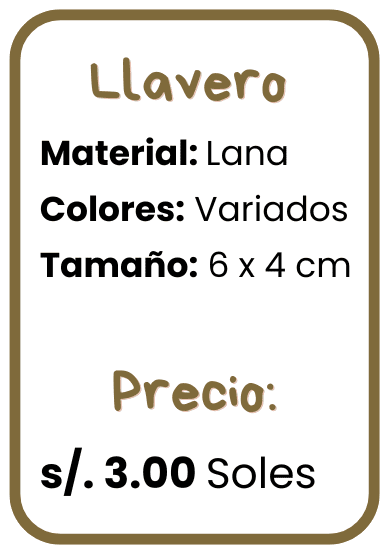 Llavero
Material: Lana
Colores: Variados
Tamaño: 6 x 4 cm
Precio:
s/. 3.00 Soles